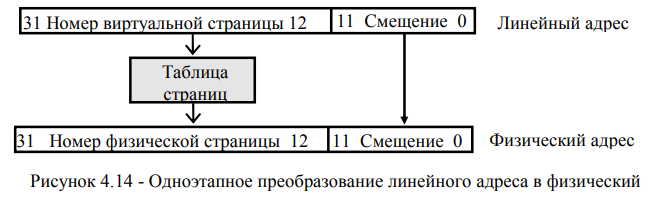 31 Номер виртуальной страницы 12 11 Смещение 0 Линейный адрес
Таблица
страниц
31 Номер физической страницы 12 11 Смещение 0 Физический адрес
Рисунок 4.14 - Одноэтапное преобразование линейного адреса в физический